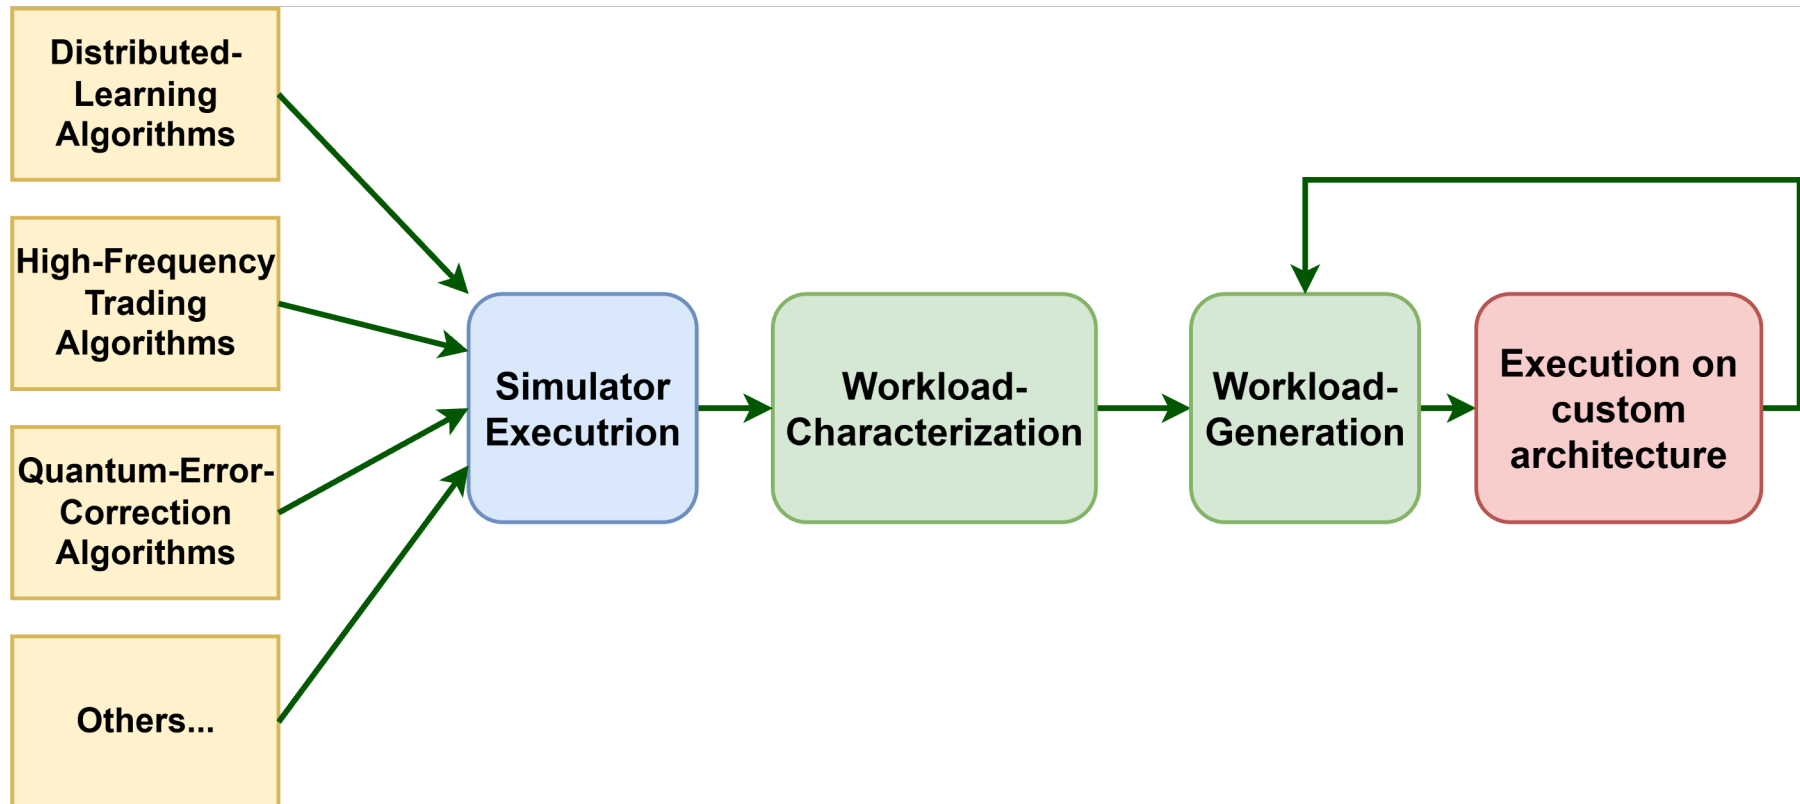 Distributed-
Learning
Algorithms
High-Frequency
Trading
Algorithms
Quantum-Error-
Correction
Algorithms
Others...
Simulator
Executrion
Workload-
Characterization
Workload-
Generation
Execution on
custom
architecture